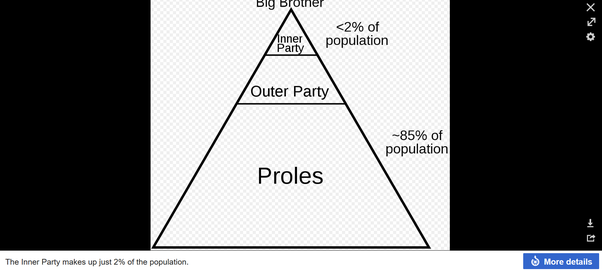 Big Brother
<2% of
population
Inner
Party
Outer Party
~85% of
population
Proles
The Inner Party makes up just 2% of the population.
More details